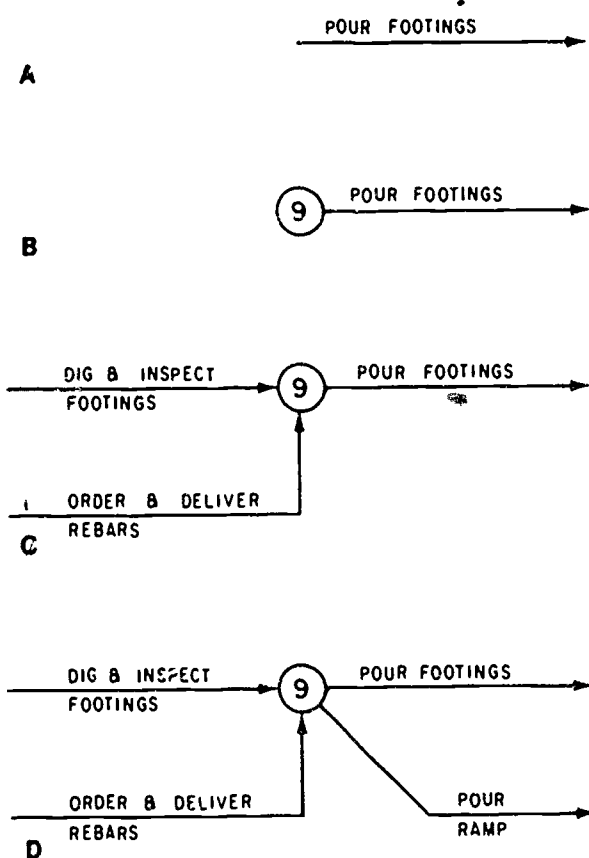 POUR FOOTINGS
A
9 POUR FOOTINGS
B
DIG & INSPECT
FOOTINGS
9 POUR FOOTINGS
ORDER & DELIVER
REBARS
C
DIG & INSPECT
FOOTINGS
9 POUR FOOTINGS
ORDER & DELIVER
REBARS
POUR
RAMP
D